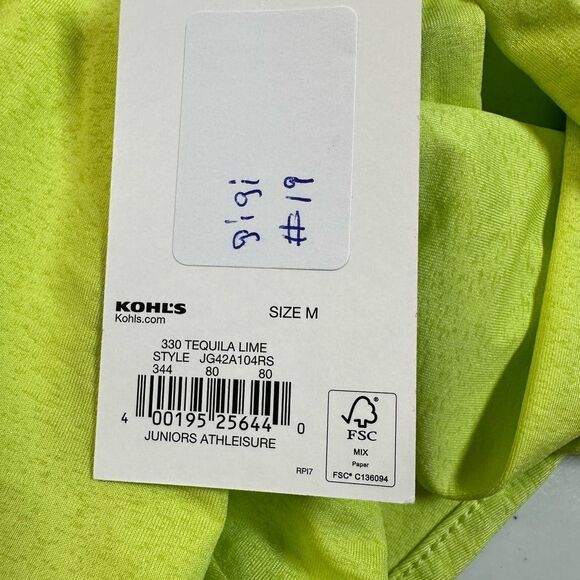 gigi
#19
KOHL'S
Kohls.com
SIZE M
330 TEQUILA LIME
STYLE JG42A104RS
344 80 80
4 00195 25644 0
JUNIORS ATHLEISURE
RPI7
FSC
MIX
Paper
FSC® C136094